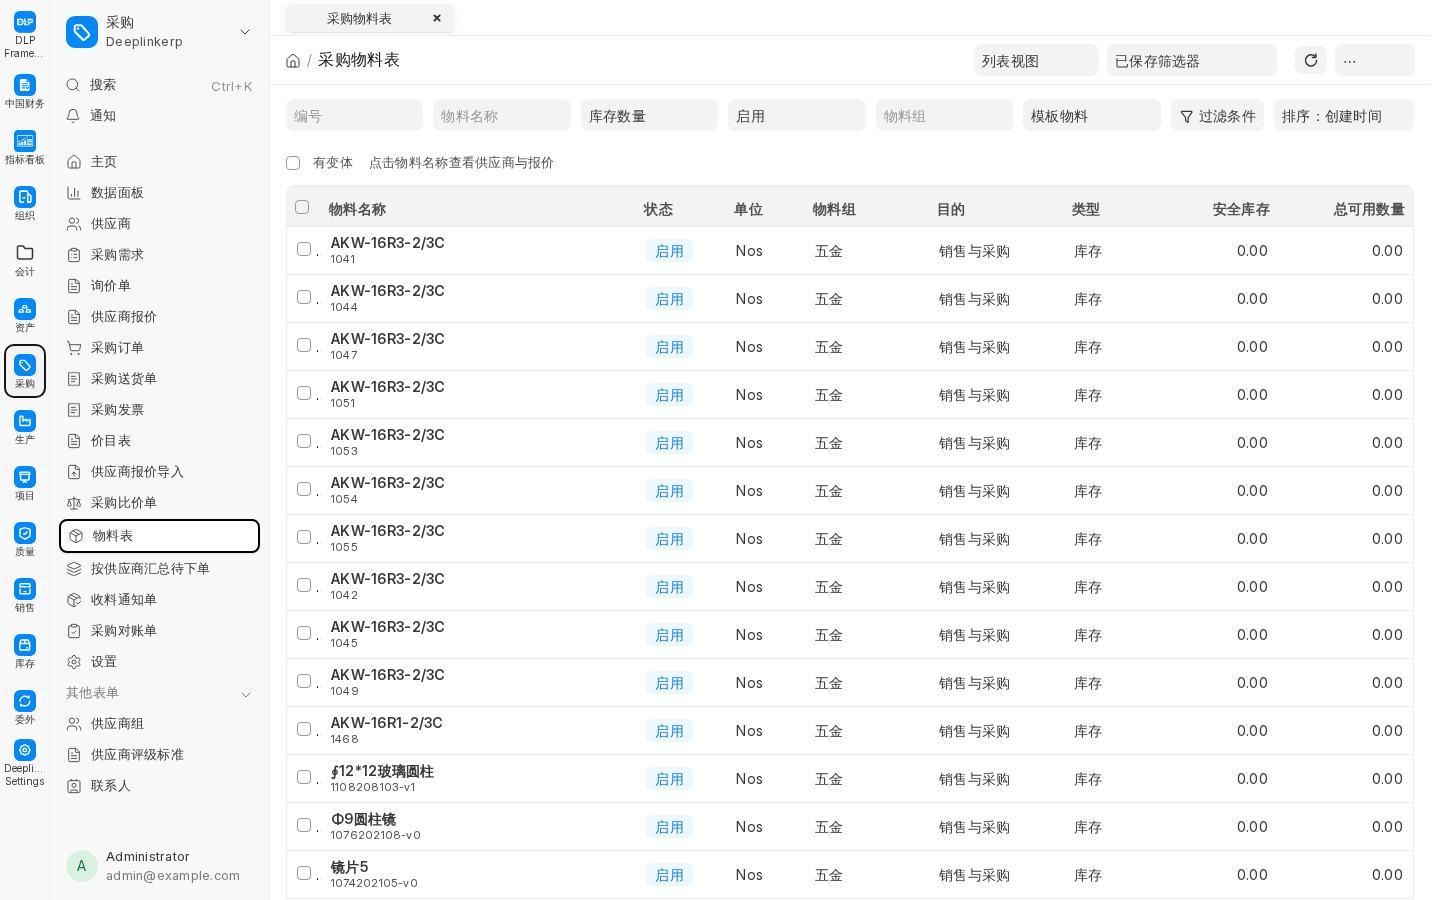 DLP
Frame...
中国财务
指标看板
组织
会计
资产
采购
生产
项目
质量
销售
库存
委外
Deepli...
Settings
采购
Deeplinkerp
搜索 Ctrl+K
通知
主页
数据面板
供应商
采购需求
询价单
供应商报价
采购订单
采购送货单
采购发票
价目表
供应商报价导入
采购比价单
物料表
按供应商汇总待下单
收料通知单
采购对账单
设置
其他表单
供应商组
供应商评级标准
联系人
A Administrator
admin@example.com
采购物料表 ×
/ 采购物料表 列表视图 已保存筛选器 ...
编号 物料名称 库存数量 启用 物料组 模板物料 过滤条件 排序：创建时间
有变体 点击物料名称查看供应商与报价
物料名称 状态 单位 物料组 目的 类型 安全库存 总可用数量
AKW-16R3-2/3C
1041 启用 Nos 五金 销售与采购 库存 0.00 0.00
AKW-16R3-2/3C
1044 启用 Nos 五金 销售与采购 库存 0.00 0.00
AKW-16R3-2/3C
1047 启用 Nos 五金 销售与采购 库存 0.00 0.00
AKW-16R3-2/3C
1051 启用 Nos 五金 销售与采购 库存 0.00 0.00
AKW-16R3-2/3C
1053 启用 Nos 五金 销售与采购 库存 0.00 0.00
AKW-16R3-2/3C
1054 启用 Nos 五金 销售与采购 库存 0.00 0.00
AKW-16R3-2/3C
1055 启用 Nos 五金 销售与采购 库存 0.00 0.00
AKW-16R3-2/3C
1042 启用 Nos 五金 销售与采购 库存 0.00 0.00
AKW-16R3-2/3C
1045 启用 Nos 五金 销售与采购 库存 0.00 0.00
AKW-16R3-2/3C
1049 启用 Nos 五金 销售与采购 库存 0.00 0.00
AKW-16R1-2/3C
1468 启用 Nos 五金 销售与采购 库存 0.00 0.00
∮12*12玻璃圆柱
1108208103-v1 启用 Nos 五金 销售与采购 库存 0.00 0.00
Φ9圆柱镜
1076202108-v0 启用 Nos 五金 销售与采购 库存 0.00 0.00
镜片5
1074202105-v0 启用 Nos 五金 销售与采购 库存 0.00 0.00